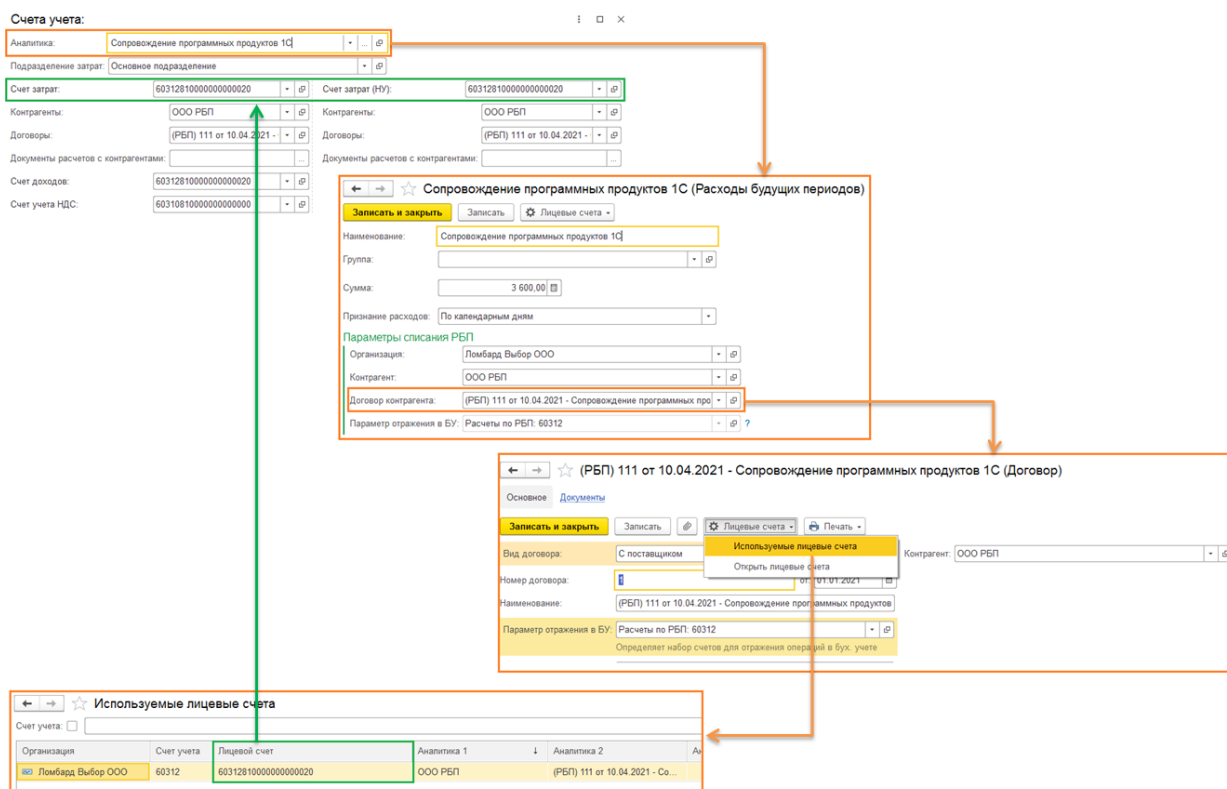 Счета учета:
Аналитика: Сопровождение программных продуктов 1С
Подразделение затрат: Основное подразделение
Счет затрат: 60312810000000000020 Счет затрат (НУ): 60312810000000000020
Контрагенты: ООО РБП Контрагенты: ООО РБП
Договоры: (РБП) 111 от 10.04.2021 - Договоры: (РБП) 111 от 10.04.2021 -
Документы расчетов с контрагентами: Документы расчетов с контрагентами:
Счет доходов: 60312810000000000020
Счет учета НДС: 60310810000000000000
Сопровождение программных продуктов 1С (Расходы будущих периодов)
Записать и закрыть Записать Лицевые счета
Наименование: Сопровождение программных продуктов 1С
Группа:
Сумма: 3 600,00
Признание расходов: По календарным дням
Параметры списания РБП
Организация: Ломбард Выбор ООО
Контрагент: ООО РБП
Договор контрагента: (РБП) 111 от 10.04.2021 - Сопровождение программных про
Параметр отражения в БУ: Расчеты по РБП: 60312 ?
(РБП) 111 от 10.04.2021 - Сопровождение программных продуктов 1С (Договор)
Основное Документы
Записать и закрыть Записать Лицевые счета Печать
Используемые лицевые счета
Открыть лицевые счета
Вид договора: С поставщиком Контрагент: ООО РБП
Номер договора: 1 от: 01.01.2021
Наименование: (РБП) 111 от 10.04.2021 - Сопровождение программных продуктов
Параметр отражения в БУ: Расчеты по РБП: 60312
Определяет набор счетов для отражения операций в бух. учете
Используемые лицевые счета
Счет учета:
Организация Счет учета Лицевой счет Аналитика 1 ↓ Аналитика 2 Ан
Ломбард Выбор ООО 60312 60312810000000000020 ООО РБП (РБП) 111 от 10.04.2021 - Со...